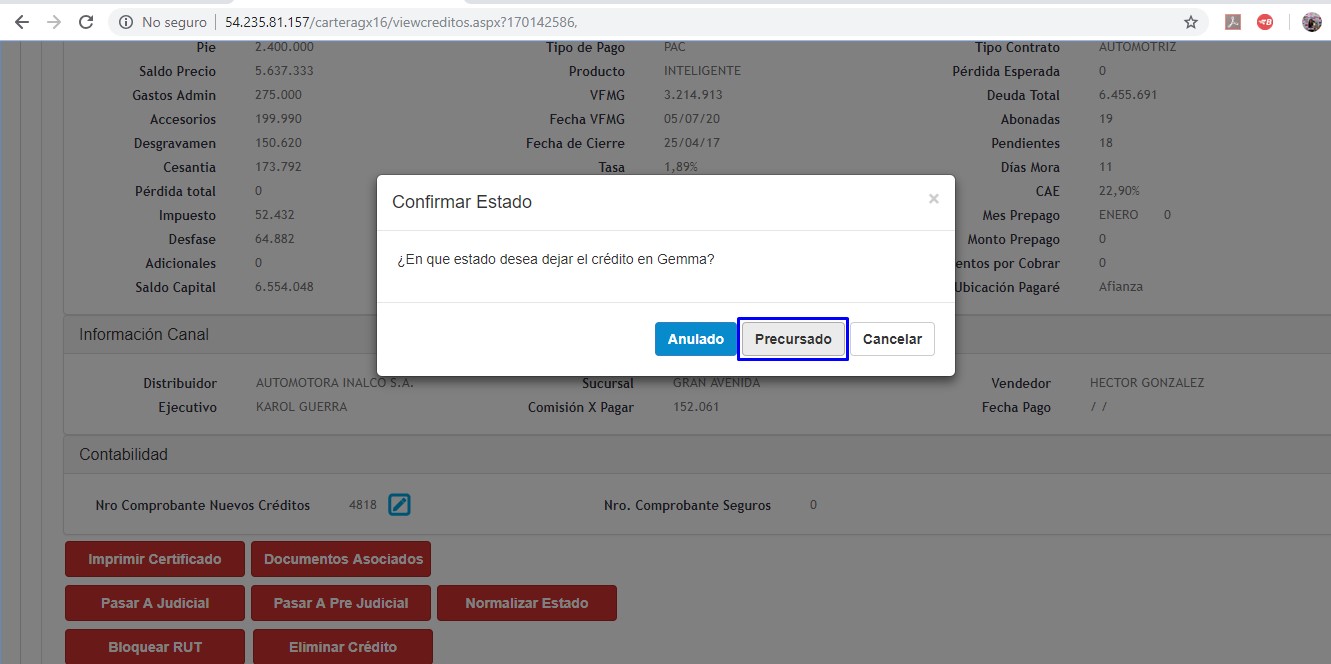 No seguro | 54.235.81.157/carteragx16/viewcreditos.aspx?170142586,
Pie 2.400.000 Tipo de Pago PAC Tipo Contrato AUTOMOTRIZ
Saldo Precio 5.637.333 Producto INTELIGENTE Pérdida Esperada 0
Gastos Admin 275.000 VFMG 3.214.913 Deuda Total 6.455.691
Accesorios 199.990 Fecha VFMG 05/07/20 Abonadas 19
Desgravamen 150.620 Fecha de Cierre 25/04/17 Pendientes 18
Cesantia 173.792 Tasa 1,89% Días Mora 11
Pérdida total 0 CAE 22,90%
Confirmar Estado ×
Impuesto 52.432 Mes Prepago ENERO 0
Desfase 64.882 Monto Prepago 0
¿En que estado desea dejar el crédito en Gemma?
Adicionales 0 entos por Cobrar 0
Saldo Capital 6.554.048 Ubicación Pagaré Afianza
Anulado Precursado Cancelar
Información Canal
Distribuidor AUTOMOTORA INALCO S.A. Sucursal GRAN AVENIDA Vendedor HECTOR GONZALEZ
Ejecutivo KAROL GUERRA Comisión X Pagar 152.061 Fecha Pago / /
Contabilidad
Nro Comprobante Nuevos Créditos 4818 Nro. Comprobante Seguros 0
Imprimir Certificado Documentos Asociados
Pasar A Judicial Pasar A Pre Judicial Normalizar Estado
Bloquear RUT Eliminar Crédito